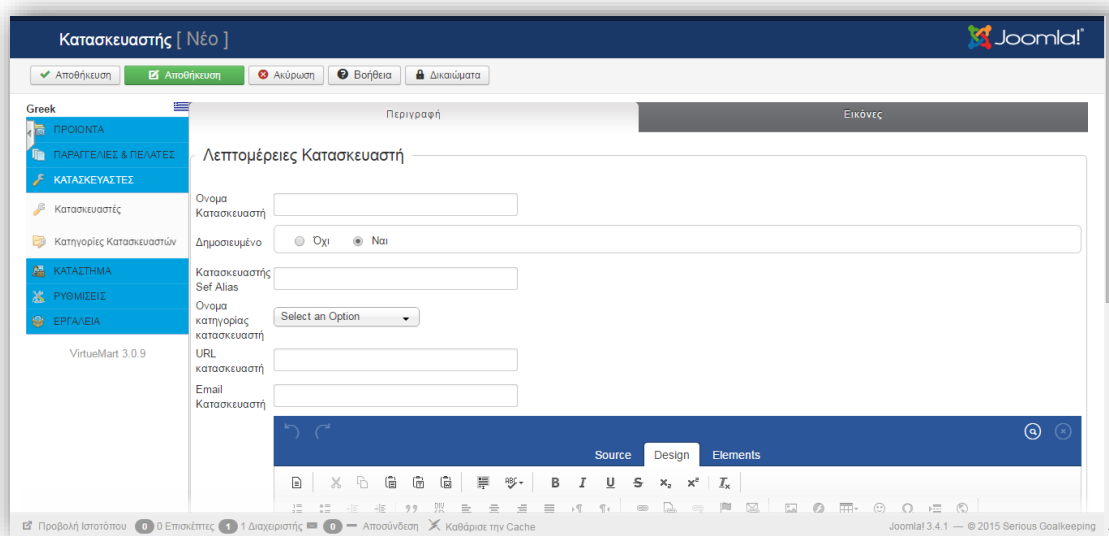 Κατασκευαστής [ Νέο ]
Joomla!
Αποθήκευση
Αποθήκευση
Ακύρωση
Βοήθεια
Δικαιώματα
Greek
ΠΡΟΙΟΝΤΑ
ΠΑΡΑΓΓΕΛΙΕΣ & ΠΕΛΑΤΕΣ
ΚΑΤΑΣΚΕΥΑΣΤΕΣ
Κατασκευαστές
Κατηγορίες Κατασκευαστών
ΚΑΤΑΣΤΗΜΑ
ΡΥΘΜΙΣΕΙΣ
ΕΡΓΑΛΕΙΑ
VirtueMart 3.0.9
Περιγραφή
Εικόνες
Λεπτομέρειες Κατασκευαστή
Ονομα
Κατασκευαστή
Δημοσιευμένο
Όχι
Ναι
Κατασκευαστής
Sef Alias
Ονομα
κατηγορίας
κατασκευαστή
Select an Option
URL
κατασκευαστή
Email
Κατασκευαστή
Source
Design
Elements
Προβολή Ιστοτόπου
0 0 Επισκέπτες
1 1 Διαχειριστής
0
Αποσύνδεση
Καθάρισε την Cache
Joomla! 3.4.1 — © 2015 Serious Goalkeeping